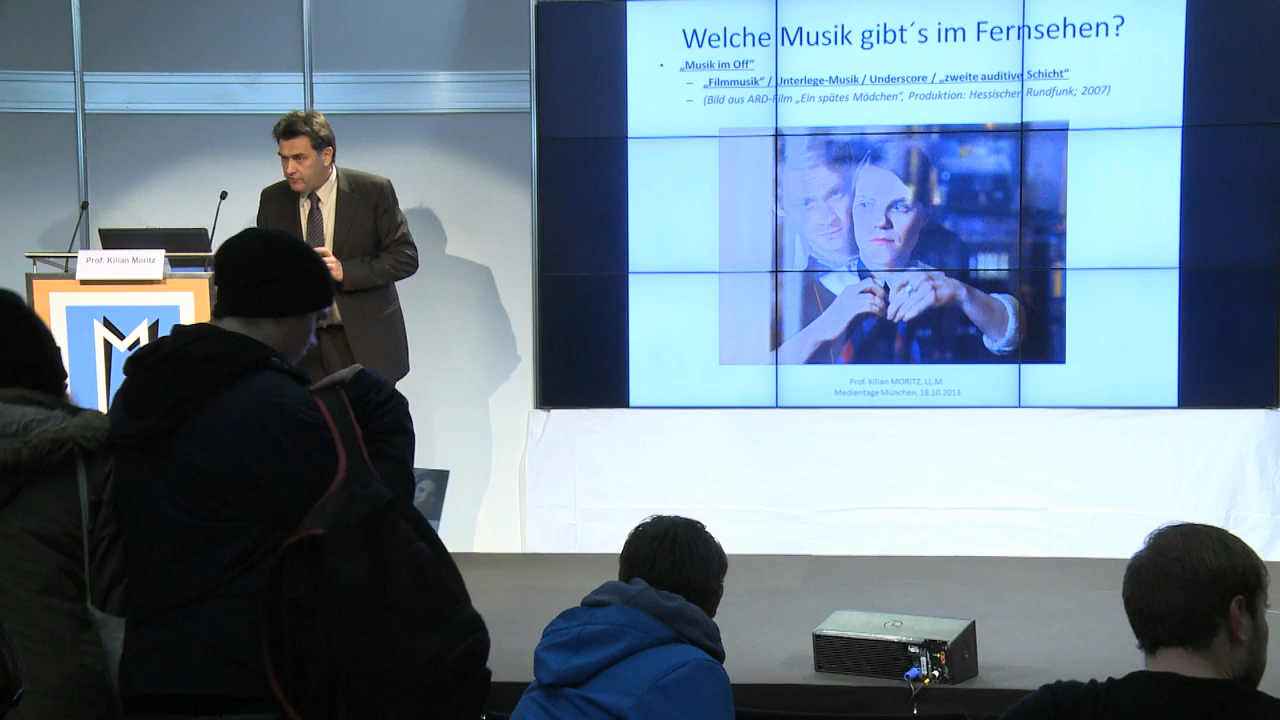 Welche Musik gibt´s im Fernsehen?
• „Musik im Off“
– „Filmmusik“ / Unterlege-Musik / Underscore / „zweite auditive Schicht“
– (Bild aus ARD-Film „Ein spätes Mädchen“, Produktion: Hessischer Rundfunk; 2007)
Prof. Kilian MORITZ, LL.M.
Medientage München, 18.10.2013
Prof. Kilian Moritz
M